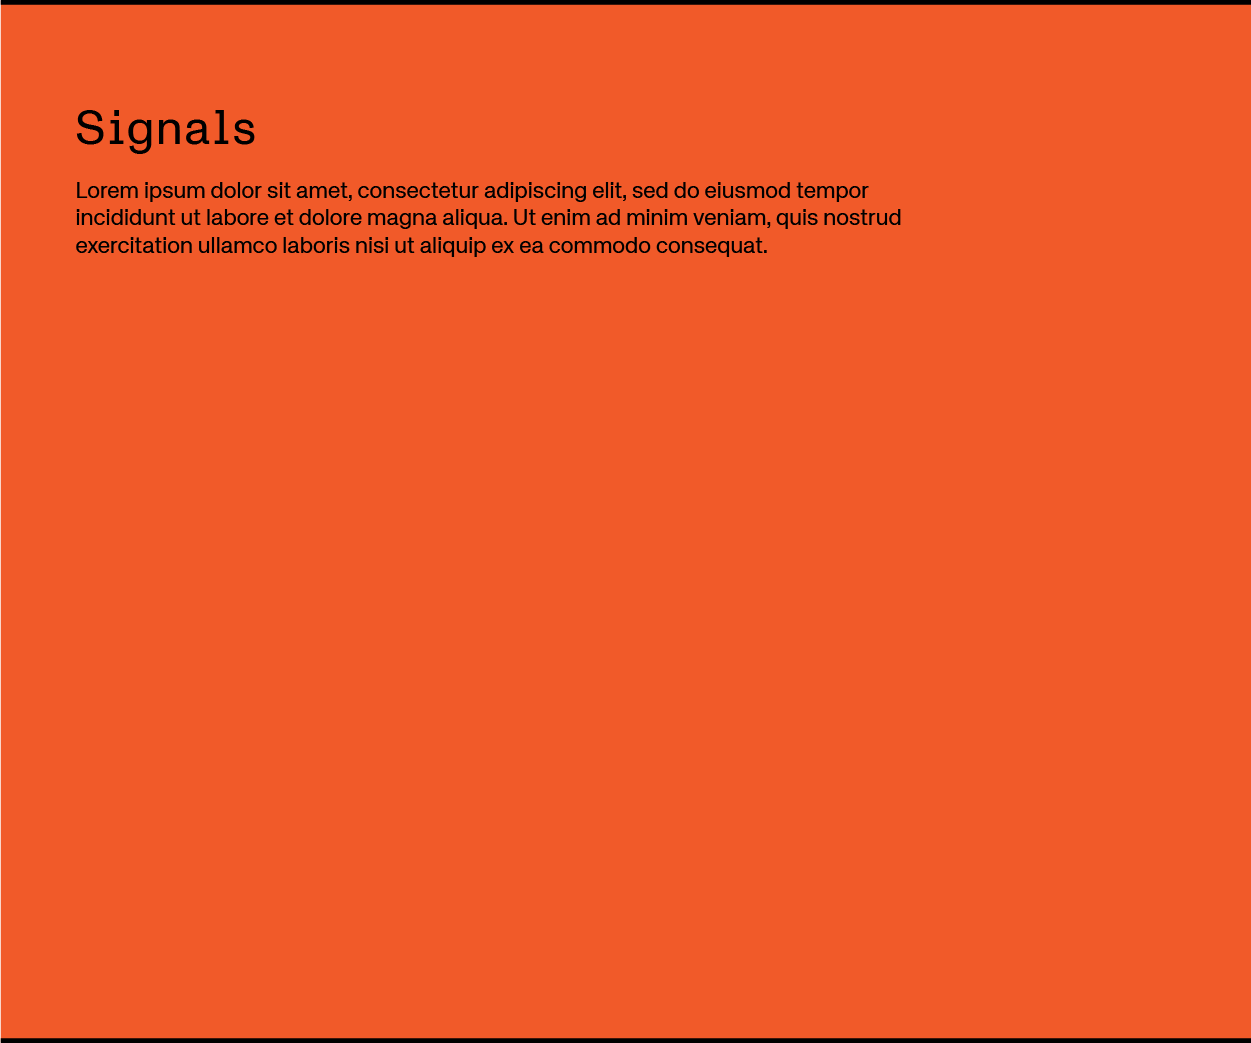 Signals
Lorem ipsum dolor sit amet, consectetur adipiscing elit, sed do eiusmod tempor
incididunt ut labore et dolore magna aliqua. Ut enim ad minim veniam, quis nostrud
exercitation ullamco laboris nisi ut aliquip ex ea commodo consequat.